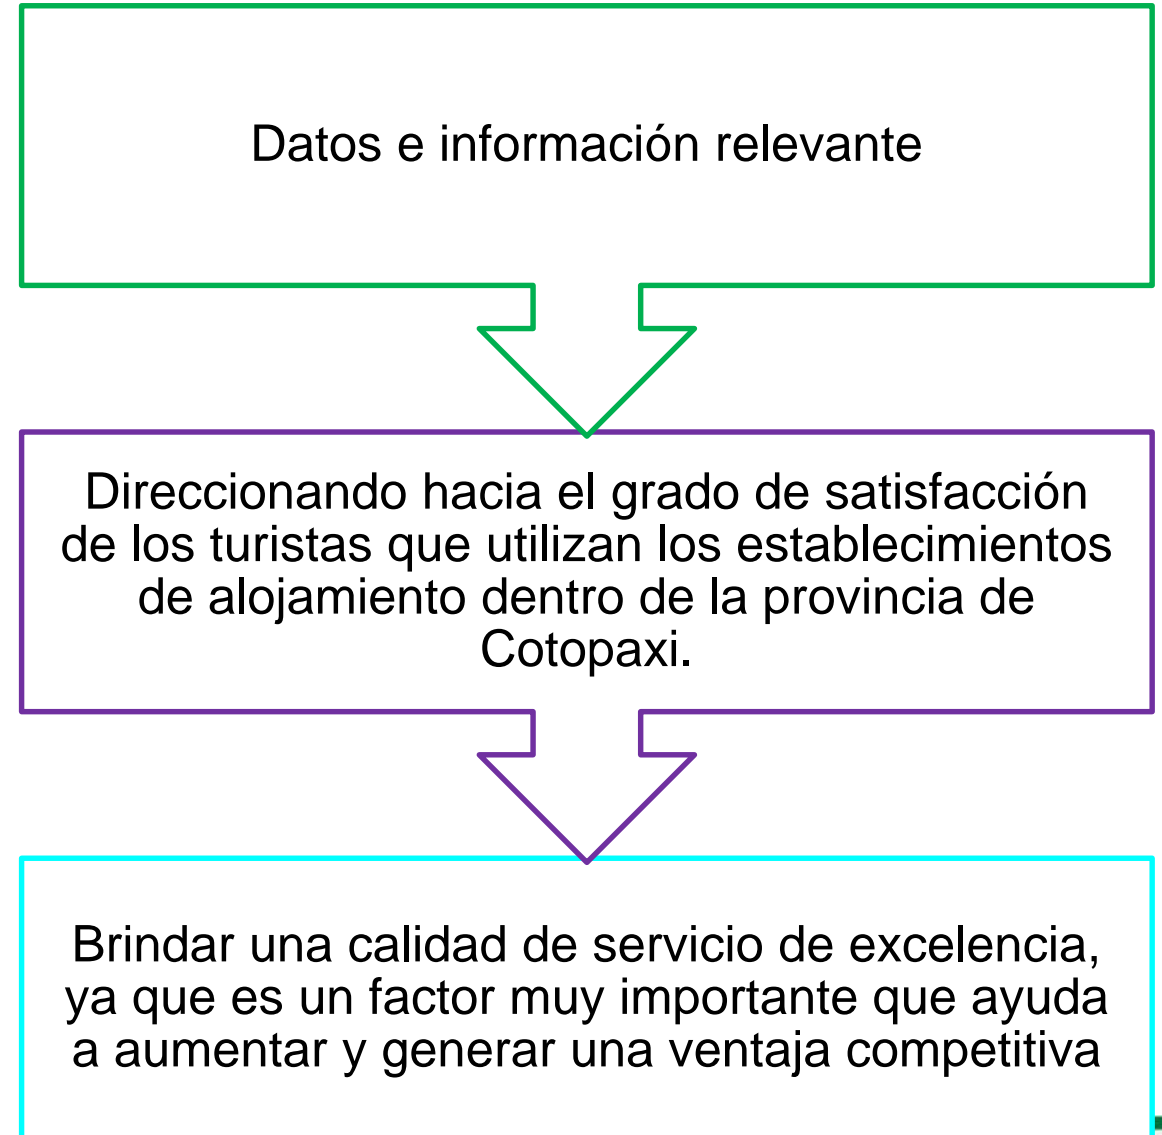 Datos e información relevante
Direccionando hacia el grado de satisfacción
de los turistas que utilizan los establecimientos
de alojamiento dentro de la provincia de
Cotopaxi.
Brindar una calidad de servicio de excelencia,
ya que es un factor muy importante que ayuda
a aumentar y generar una ventaja competitiva